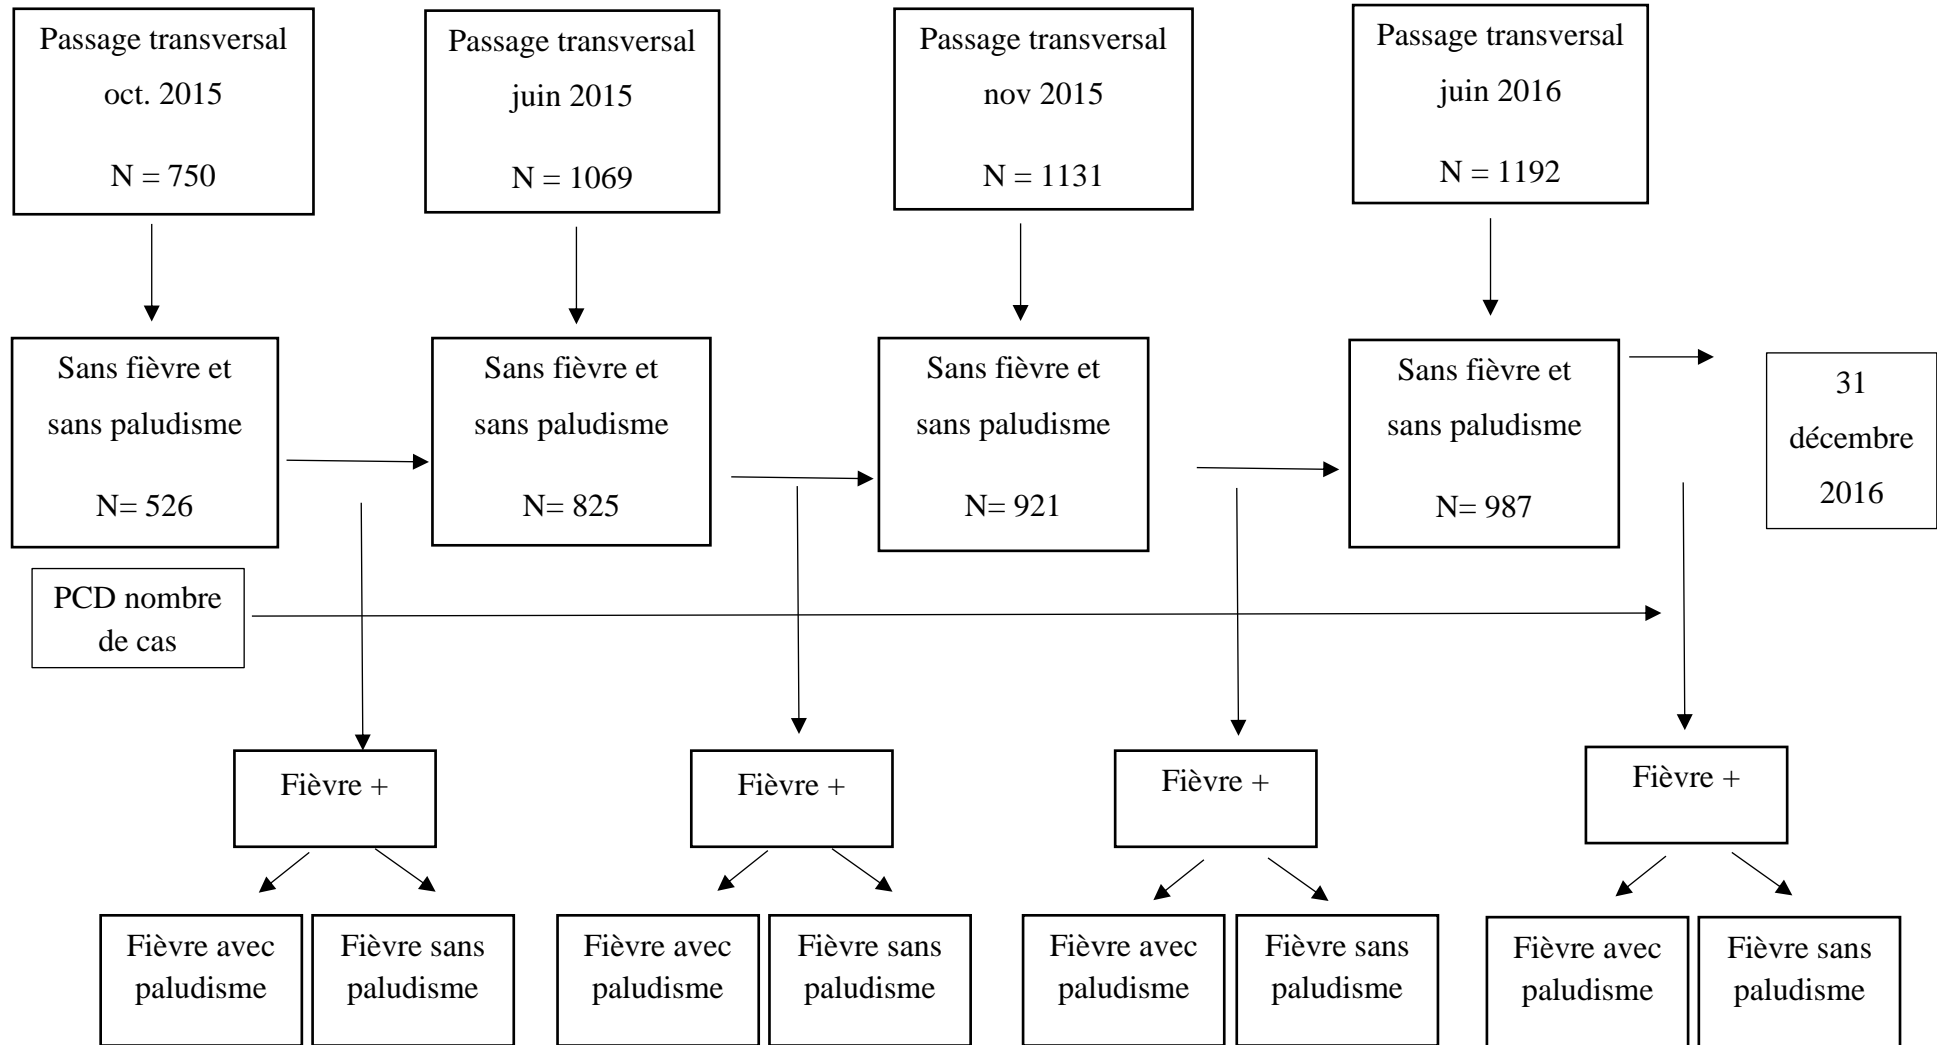 Passage transversal
oct. 2015
N = 750
Passage transversal
juin 2015
N = 1069
Passage transversal
nov 2015
N = 1131
Passage transversal
juin 2016
N = 1192
Sans fièvre et
sans paludisme
N= 526
Sans fièvre et
sans paludisme
N= 825
Sans fièvre et
sans paludisme
N= 921
Sans fièvre et
sans paludisme
N= 987
31
décembre
2016
PCD nombre
de cas
Fièvre +
Fièvre +
Fièvre +
Fièvre +
Fièvre avec
paludisme
Fièvre sans
paludisme
Fièvre avec
paludisme
Fièvre sans
paludisme
Fièvre avec
paludisme
Fièvre sans
paludisme
Fièvre avec
paludisme
Fièvre sans
paludisme